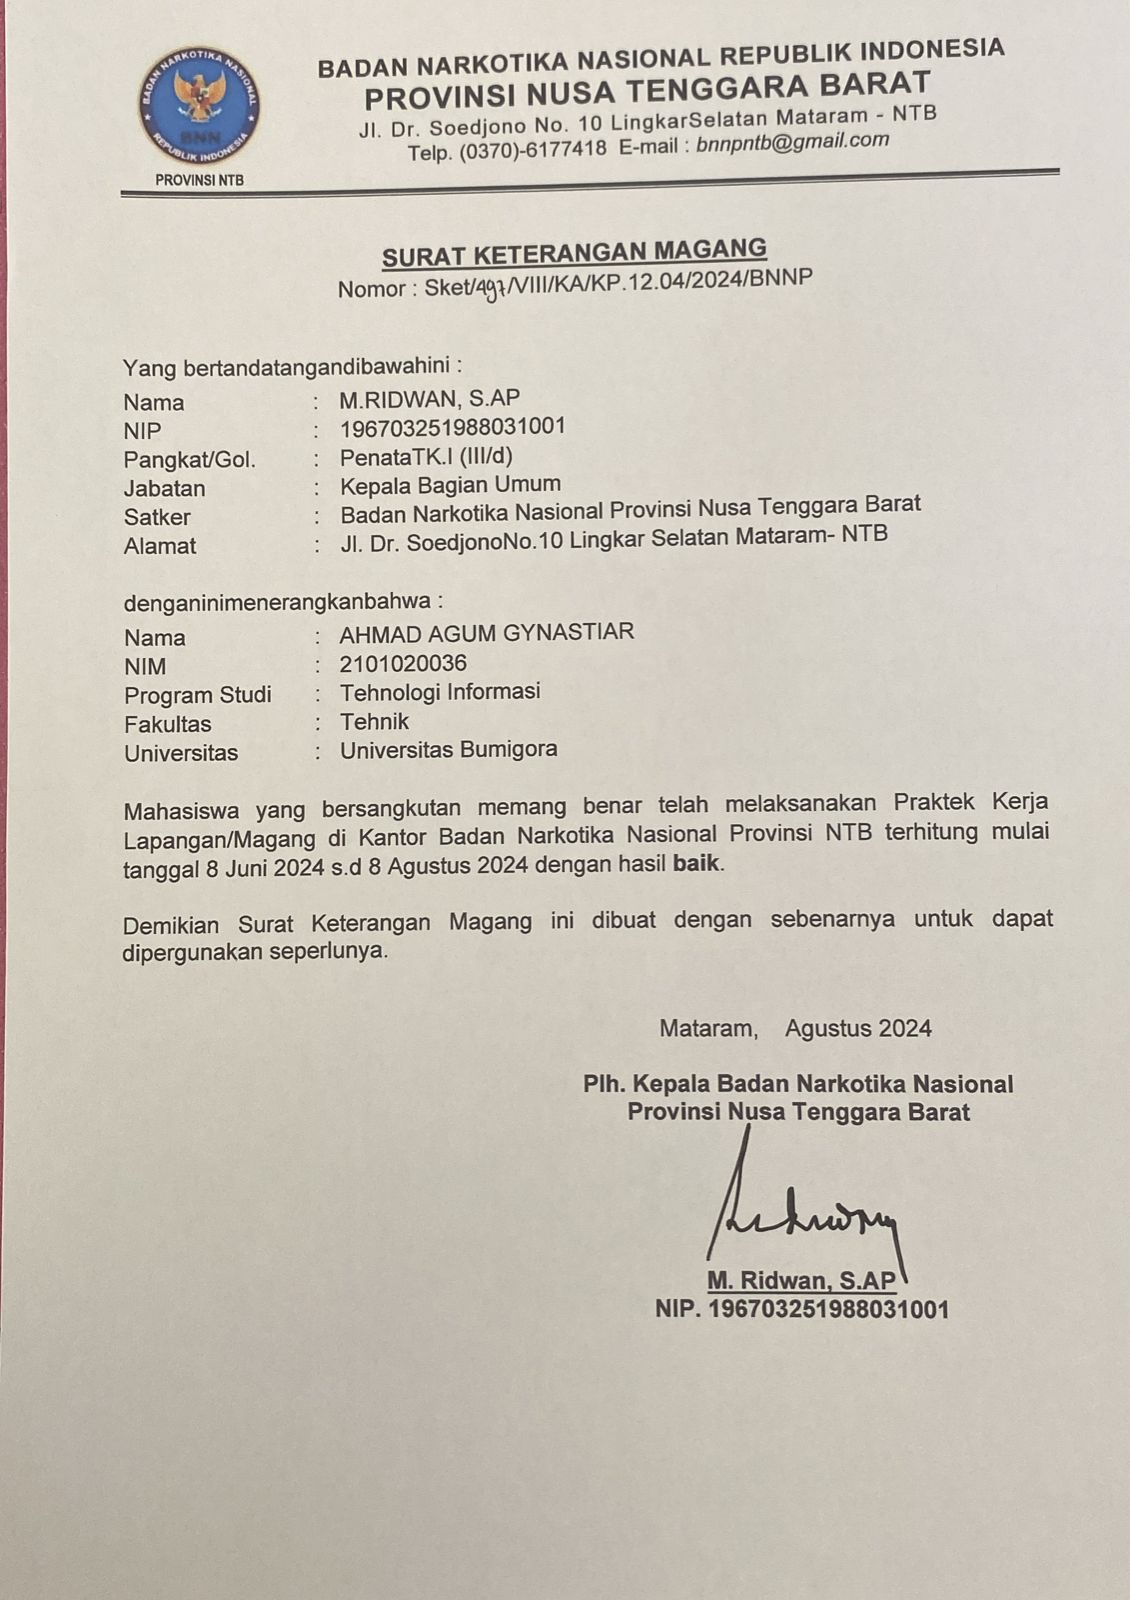 BADAN NARKOTIKA NASIONAL
BNN
REPUBLIK INDONESIA
PROVINSI NTB
BADAN NARKOTIKA NASIONAL REPUBLIK INDONESIA
PROVINSI NUSA TENGGARA BARAT
Jl. Dr. Soedjono No. 10 LingkarSelatan Mataram - NTB
Telp. (0370)-6177418 E-mail : bnnpntb@gmail.com
SURAT KETERANGAN MAGANG
Nomor : Sket/497/VIII/KA/KP.12.04/2024/BNNP
Yang bertandatangandibawahini :
Nama : M.RIDWAN, S.AP
NIP : 196703251988031001
Pangkat/Gol. : PenataTK.I (III/d)
Jabatan : Kepala Bagian Umum
Satker : Badan Narkotika Nasional Provinsi Nusa Tenggara Barat
Alamat : Jl. Dr. SoedjonoNo.10 Lingkar Selatan Mataram- NTB
denganinimenerangkanbahwa :
Nama : AHMAD AGUM GYNASTIAR
NIM : 2101020036
Program Studi : Tehnologi Informasi
Fakultas : Tehnik
Universitas : Universitas Bumigora
Mahasiswa yang bersangkutan memang benar telah melaksanakan Praktek Kerja
Lapangan/Magang di Kantor Badan Narkotika Nasional Provinsi NTB terhitung mulai
tanggal 8 Juni 2024 s.d 8 Agustus 2024 dengan hasil baik.
Demikian Surat Keterangan Magang ini dibuat dengan sebenarnya untuk dapat
dipergunakan seperlunya.
Mataram, Agustus 2024
Plh. Kepala Badan Narkotika Nasional
Provinsi Nusa Tenggara Barat
M. Ridwan, S.AP
NIP. 196703251988031001